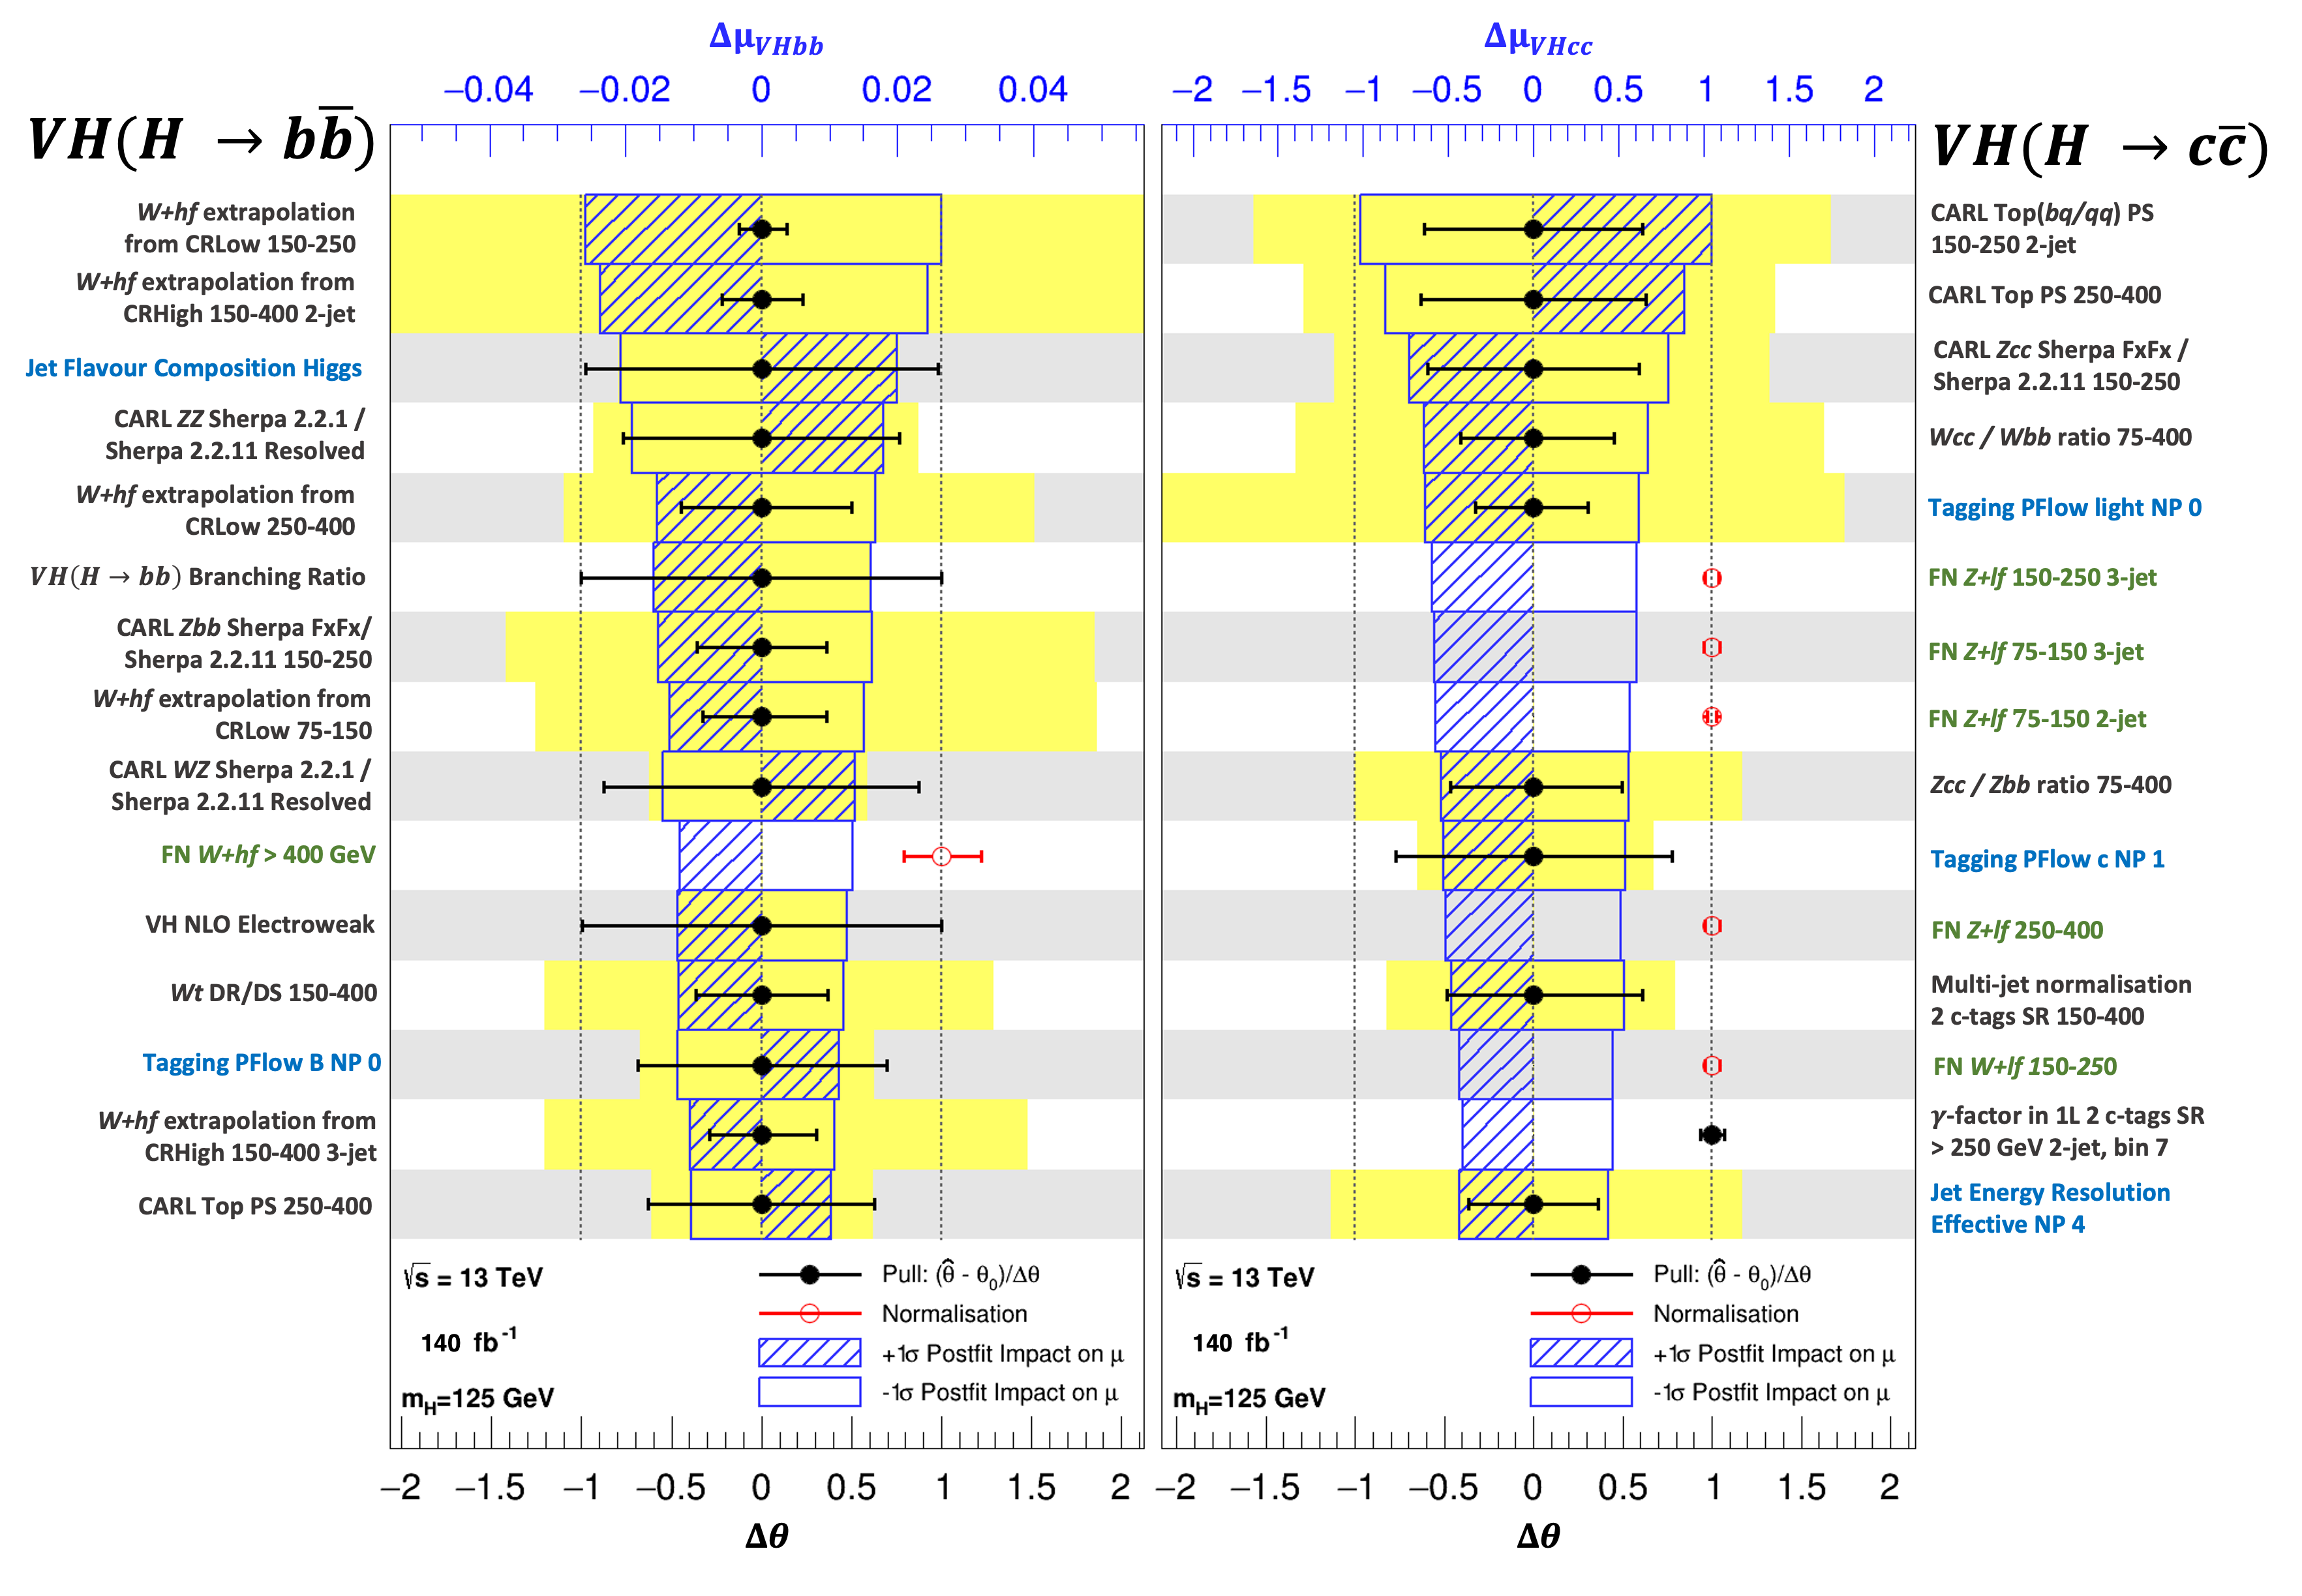 Δμ_VHbb
−0.04 −0.02 0 0.02 0.04
VH(H → bb̅)
W+hf extrapolation
from CRLow 150-250
W+hf extrapolation from
CRHigh 150-400 2-jet
Jet Flavour Composition Higgs
CARL ZZ Sherpa 2.2.1 /
Sherpa 2.2.11 Resolved
W+hf extrapolation from
CRLow 250-400
VH(H → bb) Branching Ratio
CARL Zbb Sherpa FxFx/
Sherpa 2.2.11 150-250
W+hf extrapolation from
CRLow 75-150
CARL WZ Sherpa 2.2.1 /
Sherpa 2.2.11 Resolved
FN W+hf > 400 GeV
VH NLO Electroweak
Wt DR/DS 150-400
Tagging PFlow B NP 0
W+hf extrapolation from
CRHigh 150-400 3-jet
CARL Top PS 250-400
√s = 13 TeV
140 fb⁻¹
m_H=125 GeV
Pull: (θ̂ - θ₀)/Δθ
Normalisation
+1σ Postfit Impact on μ
-1σ Postfit Impact on μ
−2 −1.5 −1 −0.5 0 0.5 1 1.5 2
Δθ
Δμ_VHcc
−2 −1.5 −1 −0.5 0 0.5 1 1.5 2
VH(H → cc̅)
CARL Top(bq/qq) PS
150-250 2-jet
CARL Top PS 250-400
CARL Zcc Sherpa FxFx /
Sherpa 2.2.11 150-250
Wcc / Wbb ratio 75-400
Tagging PFlow light NP 0
FN Z+lf 150-250 3-jet
FN Z+lf 75-150 3-jet
FN Z+lf 75-150 2-jet
Zcc / Zbb ratio 75-400
Tagging PFlow c NP 1
FN Z+lf 250-400
Multi-jet normalisation
2 c-tags SR 150-400
FN W+lf 150-250
γ-factor in 1L 2 c-tags SR
> 250 GeV 2-jet, bin 7
Jet Energy Resolution
Effective NP 4
√s = 13 TeV
140 fb⁻¹
m_H=125 GeV
Pull: (θ̂ - θ₀)/Δθ
Normalisation
+1σ Postfit Impact on μ
-1σ Postfit Impact on μ
−2 −1.5 −1 −0.5 0 0.5 1 1.5 2
Δθ